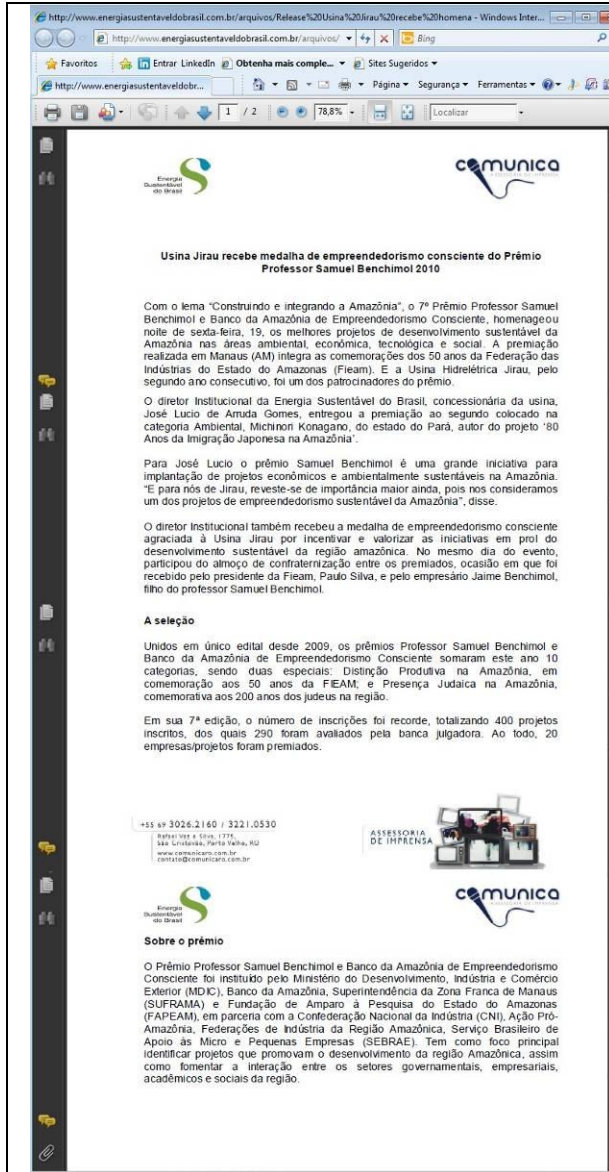 http://www.energiasustentaveldobrasil.com.br/arquivos/Release%20Usina%20Jirau%20recebe%20homena - Windows Inter...
http://www.energiasustentaveldobrasil.com.br/arquivos/
Bing
Favoritos
Entrar LinkedIn
Obtenha mais comple...
Sites Sugeridos
http://www.energiasustentaveldobr...
Página
Segurança
Ferramentas
1 / 2
78,8%
Localizar
Energia
Sustentável
do Brasil
comunica
Usina Jirau recebe medalha de empreendedorismo consciente do Prêmio
Professor Samuel Benchimol 2010
Com o lema “Construindo e integrando a Amazônia”, o 7º Prêmio Professor Samuel
Benchimol e Banco da Amazônia de Empreendedorismo Consciente, homenageou
noite de sexta-feira, 19, os melhores projetos de desenvolvimento sustentável da
Amazônia nas áreas ambiental, econômica, tecnológica e social. A premiação
realizada em Manaus (AM) integra as comemorações dos 50 anos da Federação das
Indústrias do Estado do Amazonas (Fieam). E a Usina Hidrelétrica Jirau, pelo
segundo ano consecutivo, foi um dos patrocinadores do prêmio.
O diretor Institucional da Energia Sustentável do Brasil, concessionária da usina,
José Lucio de Arruda Gomes, entregou a premiação ao segundo colocado na
categoria Ambiental, Michinori Konagano, do estado do Pará, autor do projeto ‘80
Anos da Imigração Japonesa na Amazônia’.
Para José Lucio o prêmio Samuel Benchimol é uma grande iniciativa para
implantação de projetos econômicos e ambientalmente sustentáveis na Amazônia.
“E para nós de Jirau, reveste-se de importância maior ainda, pois nos consideramos
um dos projetos de empreendedorismo sustentável da Amazônia”, disse.
O diretor Institucional também recebeu a medalha de empreendedorismo consciente
agraciada à Usina Jirau por incentivar e valorizar as iniciativas em prol do
desenvolvimento sustentável da região amazônica. No mesmo dia do evento,
participou do almoço de confraternização entre os premiados, ocasião em que foi
recebido pelo presidente da Fieam, Paulo Silva, e pelo empresário Jaime Benchimol,
filho do professor Samuel Benchimol.
A seleção
Unidos em único edital desde 2009, os prêmios Professor Samuel Benchimol e
Banco da Amazônia de Empreendedorismo Consciente somaram este ano 10
categorias, sendo duas especiais: Distinção Produtiva na Amazônia, em
comemoração aos 50 anos da FIEAM; e Presença Judaica na Amazônia,
comemorativa aos 200 anos dos judeus na região.
Em sua 7ª edição, o número de inscrições foi recorde, totalizando 400 projetos
inscritos, dos quais 290 foram avaliados pela banca julgadora. Ao todo, 20
empresas/projetos foram premiados.
+55 69 3026.2160 / 3221.0530
Rafael Vaz e Silva, 1775,
São Cristóvão, Porto Velho, RO
www.comunicaro.com.br
contato@comunicaro.com.br
ASSESSORIA
DE IMPRENSA
Energia
Sustentável
do Brasil
comunica
Sobre o prêmio
O Prêmio Professor Samuel Benchimol e Banco da Amazônia de Empreendedorismo
Consciente foi instituído pelo Ministério do Desenvolvimento, Indústria e Comércio
Exterior (MDIC), Banco da Amazônia, Superintendência da Zona Franca de Manaus
(SUFRAMA) e Fundação de Amparo à Pesquisa do Estado do Amazonas
(FAPEAM), em parceria com a Confederação Nacional da Indústria (CNI), Ação Pró-
Amazônia, Federações de Indústria da Região Amazônica, Serviço Brasileiro de
Apoio às Micro e Pequenas Empresas (SEBRAE). Tem como foco principal
identificar projetos que promovam o desenvolvimento da região Amazônica, assim
como fomentar a interação entre os setores governamentais, empresariais,
acadêmicos e sociais da região.